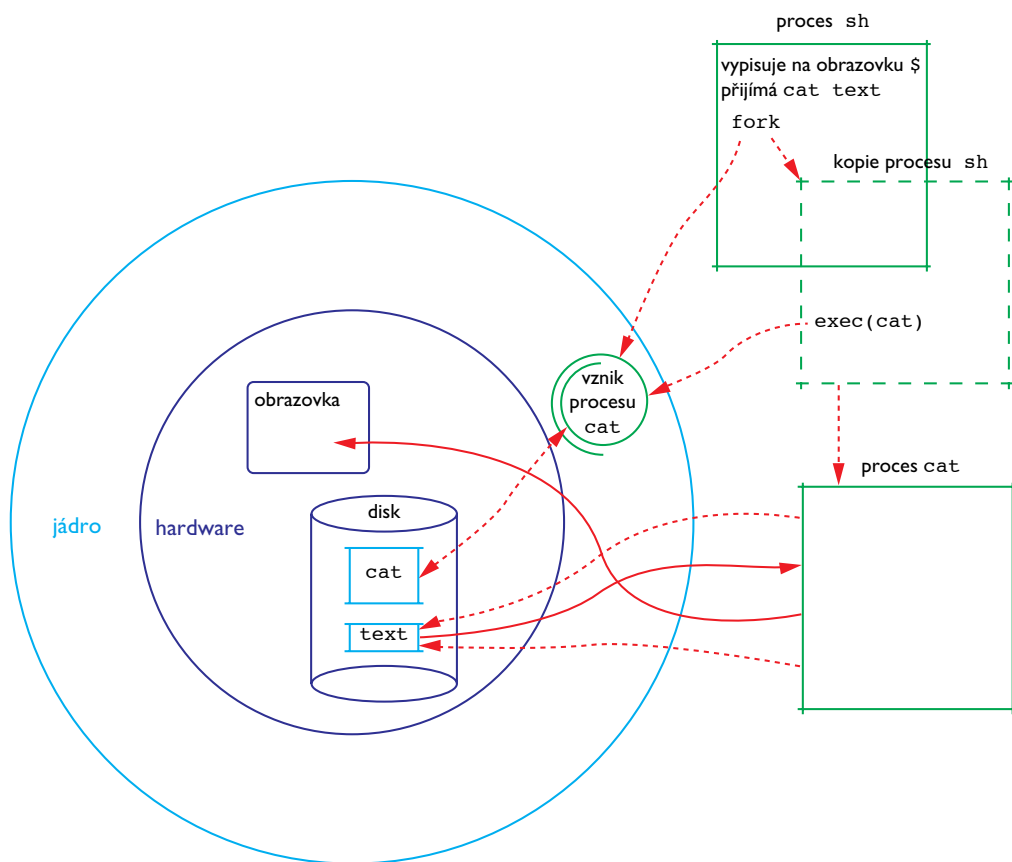 proces sh
vypisuje na obrazovku $
přijímá cat text
fork
kopie procesu sh
exec(cat)
vznik
procesu
cat
obrazovka
proces cat
disk
jádro
hardware
cat
text